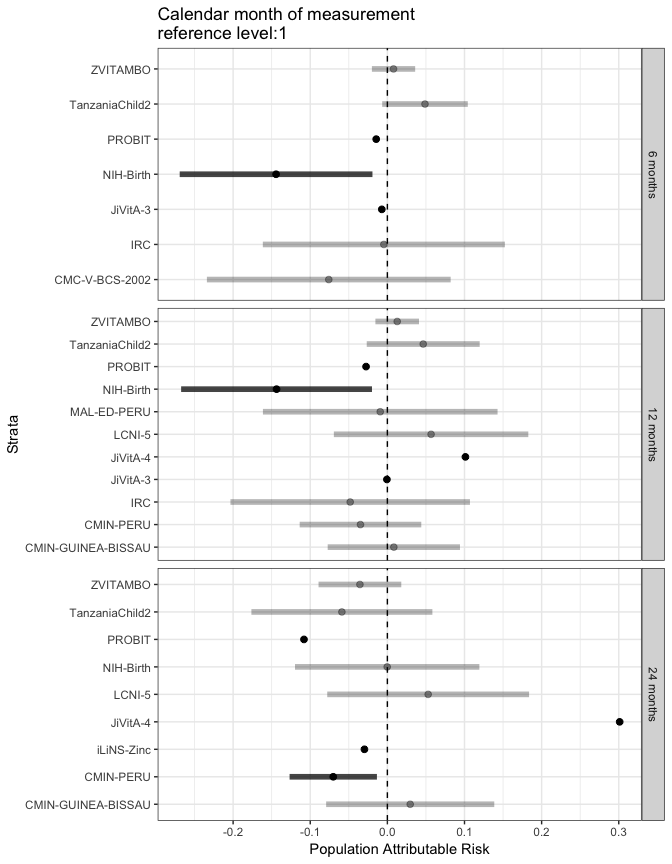 Calendar month of measurement
reference level:1
Strata
ZVITAMBO
TanzaniaChild2
PROBIT
NIH-Birth
JiVitA-3
IRC
CMC-V-BCS-2002
6 months
ZVITAMBO
TanzaniaChild2
PROBIT
NIH-Birth
MAL-ED-PERU
LCNI-5
JiVitA-4
JiVitA-3
IRC
CMIN-PERU
CMIN-GUINEA-BISSAU
12 months
ZVITAMBO
TanzaniaChild2
PROBIT
NIH-Birth
LCNI-5
JiVitA-4
iLiNS-Zinc
CMIN-PERU
CMIN-GUINEA-BISSAU
24 months
-0.2 -0.1 0.0 0.1 0.2 0.3
Population Attributable Risk